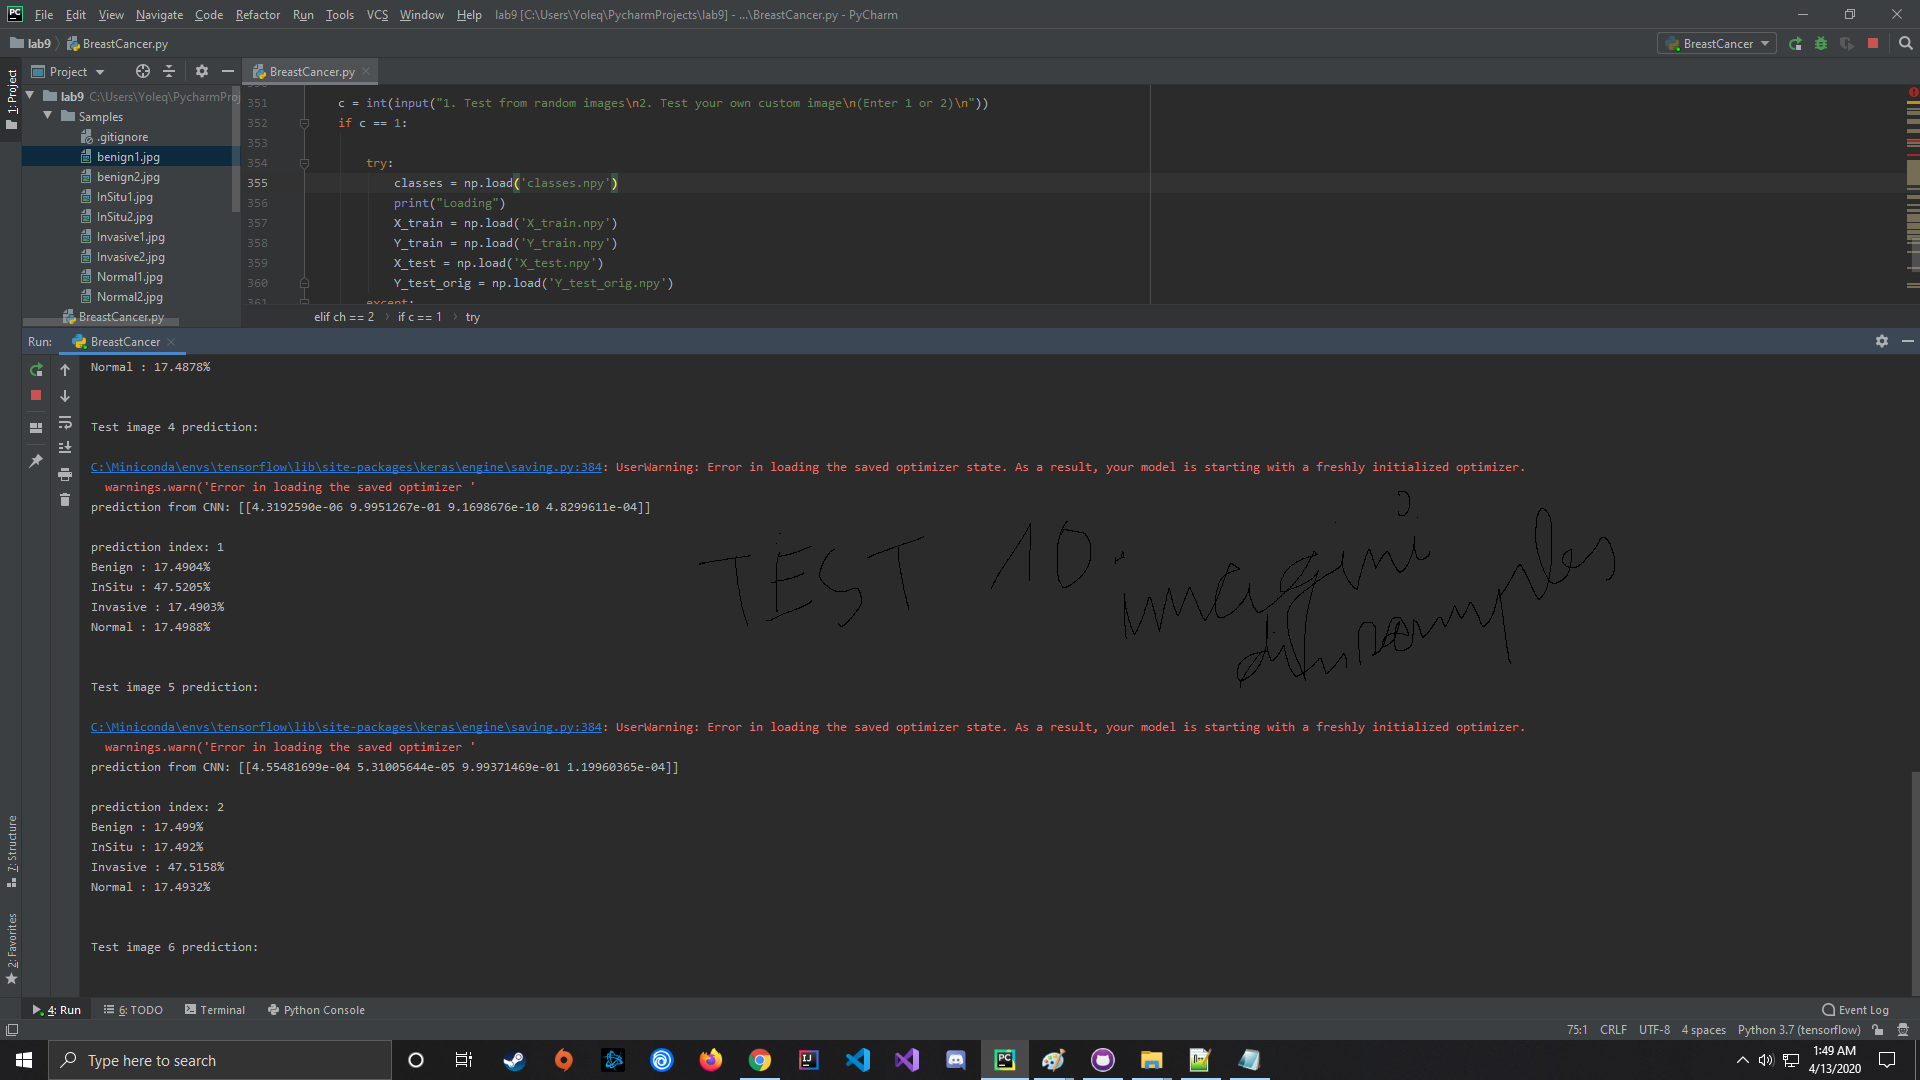 File Edit View Navigate Code Refactor Run Tools VCS Window Help lab9 [C:\Users\Yoleq\PycharmProjects\lab9] - ...\BreastCancer.py - PyCharm
lab9 BreastCancer.py BreastCancer
Project BreastCancer.py
1: Project
lab9 C:\Users\Yoleq\PycharmProj
Samples
.gitignore
benign1.jpg
benign2.jpg
InSitu1.jpg
InSitu2.jpg
Invasive1.jpg
Invasive2.jpg
Normal1.jpg
Normal2.jpg
BreastCancer.py
351 c = int(input("1. Test from random images\n2. Test your own custom image\n(Enter 1 or 2)\n"))
352 if c == 1:
353
354 try:
355 classes = np.load('classes.npy')
356 print("Loading")
357 X_train = np.load('X_train.npy')
358 Y_train = np.load('Y_train.npy')
359 X_test = np.load('X_test.npy')
360 Y_test_orig = np.load('Y_test_orig.npy')
361 except:
elif ch == 2 › if c == 1 › try
Run: BreastCancer
Normal : 17.4878%
Test image 4 prediction:
C:\Miniconda\envs\tensorflow\lib\site-packages\keras\engine\saving.py:384: UserWarning: Error in loading the saved optimizer state. As a result, your model is starting with a freshly initialized optimizer.
warnings.warn('Error in loading the saved optimizer '
prediction from CNN: [[4.3192590e-06 9.9951267e-01 9.1698676e-10 4.8299611e-04]]
prediction index: 1
Benign : 17.4904%
InSitu : 47.5205%
Invasive : 17.4903%
Normal : 17.4988%
TEST 10 imagini
din samples
Test image 5 prediction:
C:\Miniconda\envs\tensorflow\lib\site-packages\keras\engine\saving.py:384: UserWarning: Error in loading the saved optimizer state. As a result, your model is starting with a freshly initialized optimizer.
warnings.warn('Error in loading the saved optimizer '
prediction from CNN: [[4.55481699e-04 5.31005644e-05 9.99371469e-01 1.19960365e-04]]
prediction index: 2
Benign : 17.499%
InSitu : 17.492%
Invasive : 47.5158%
Normal : 17.4932%
Test image 6 prediction:
7: Structure
2: Favorites
4: Run 6: TODO Terminal Python Console Event Log
75:1 CRLF UTF-8 4 spaces Python 3.7 (tensorflow)
Type here to search
1:49 AM
4/13/2020